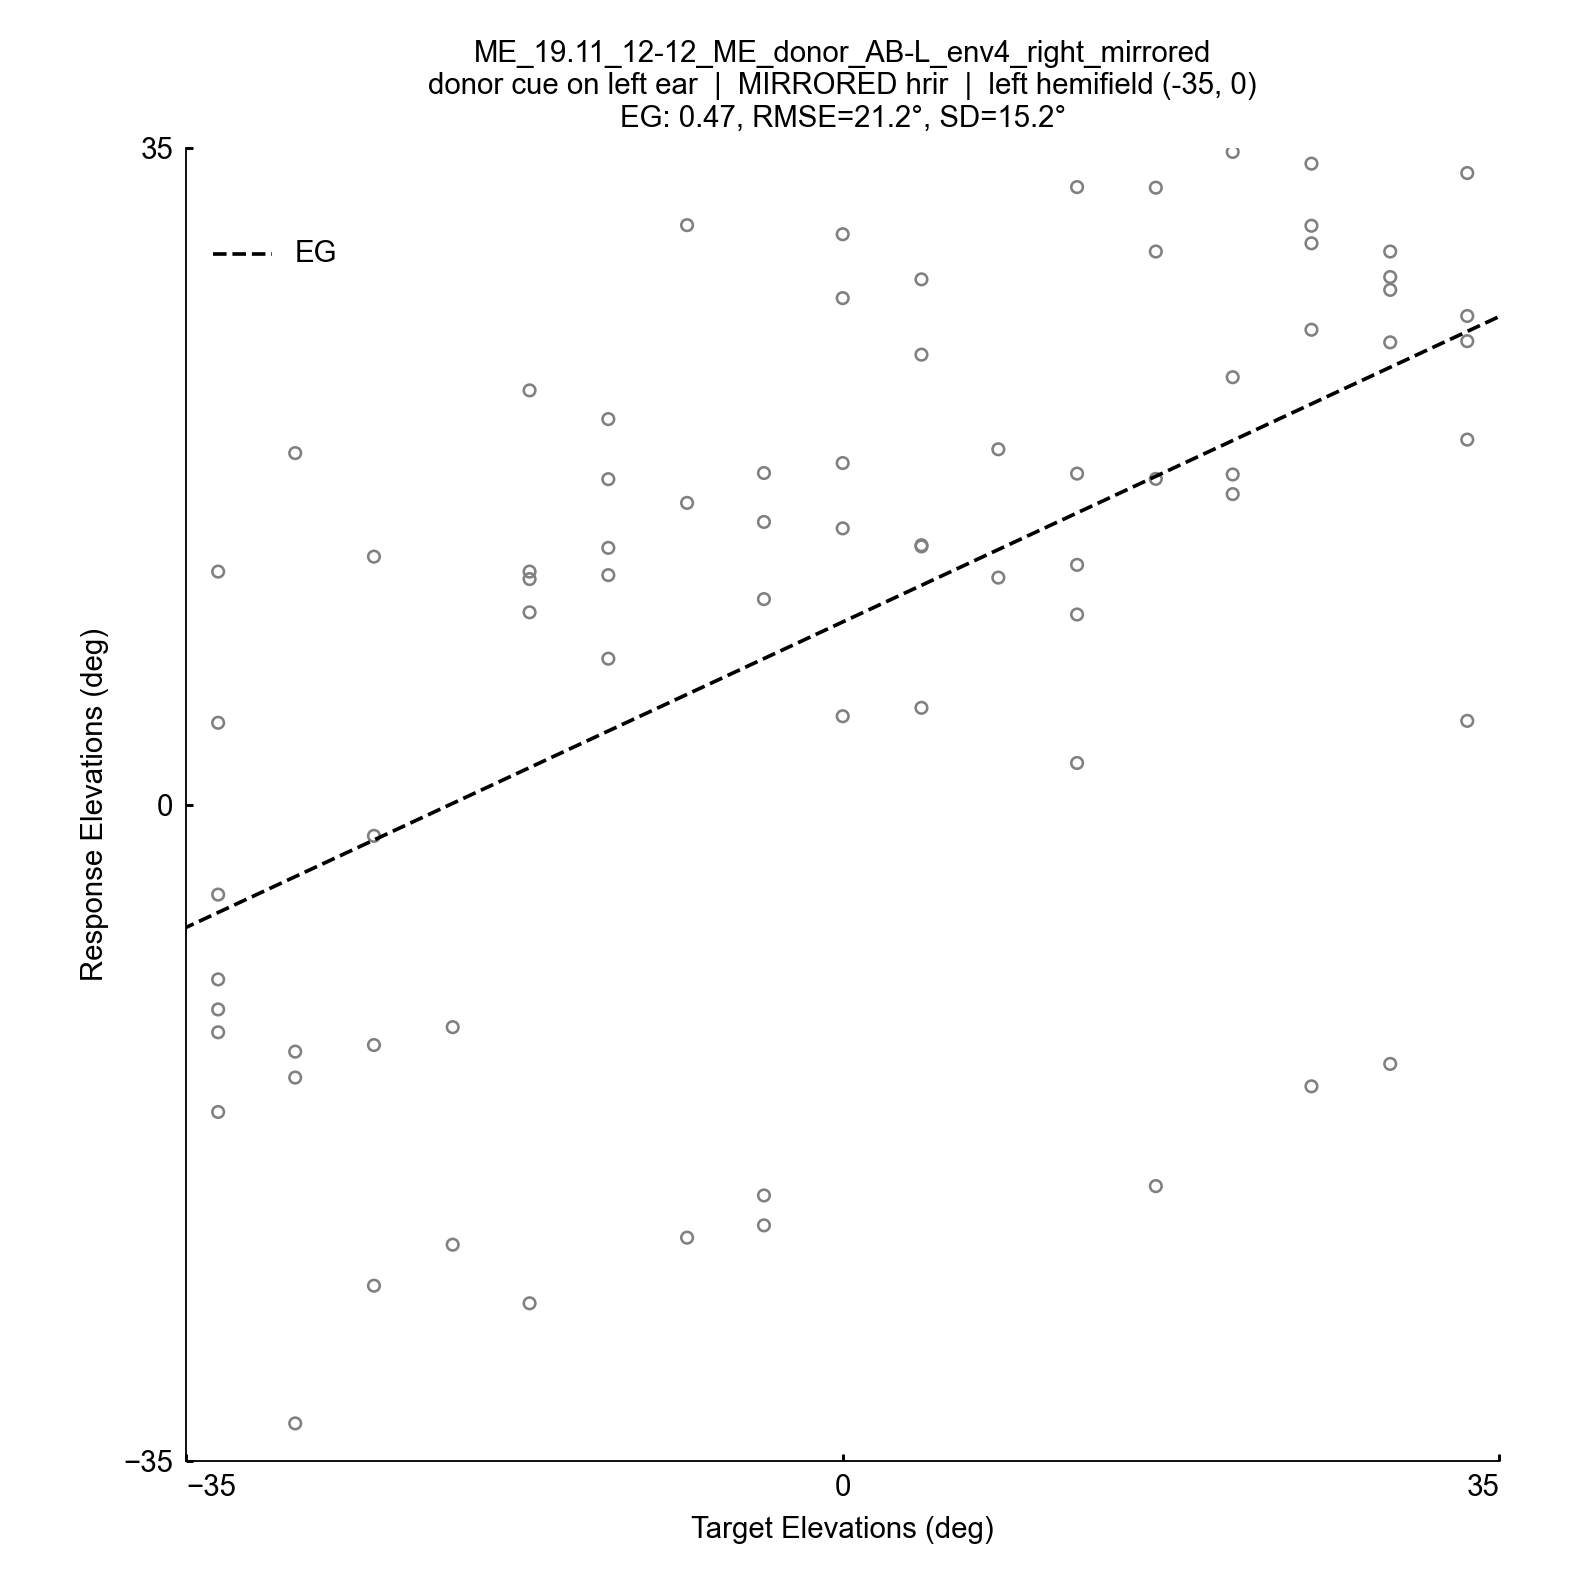 ME_19.11_12-12_ME_donor_AB-L_env4_right_mirrored
donor cue on left ear | MIRRORED hrir | left hemifield (-35, 0)
EG: 0.47, RMSE=21.2°, SD=15.2°
35
EG
0
Response Elevations (deg)
−35
−35
0
35
Target Elevations (deg)